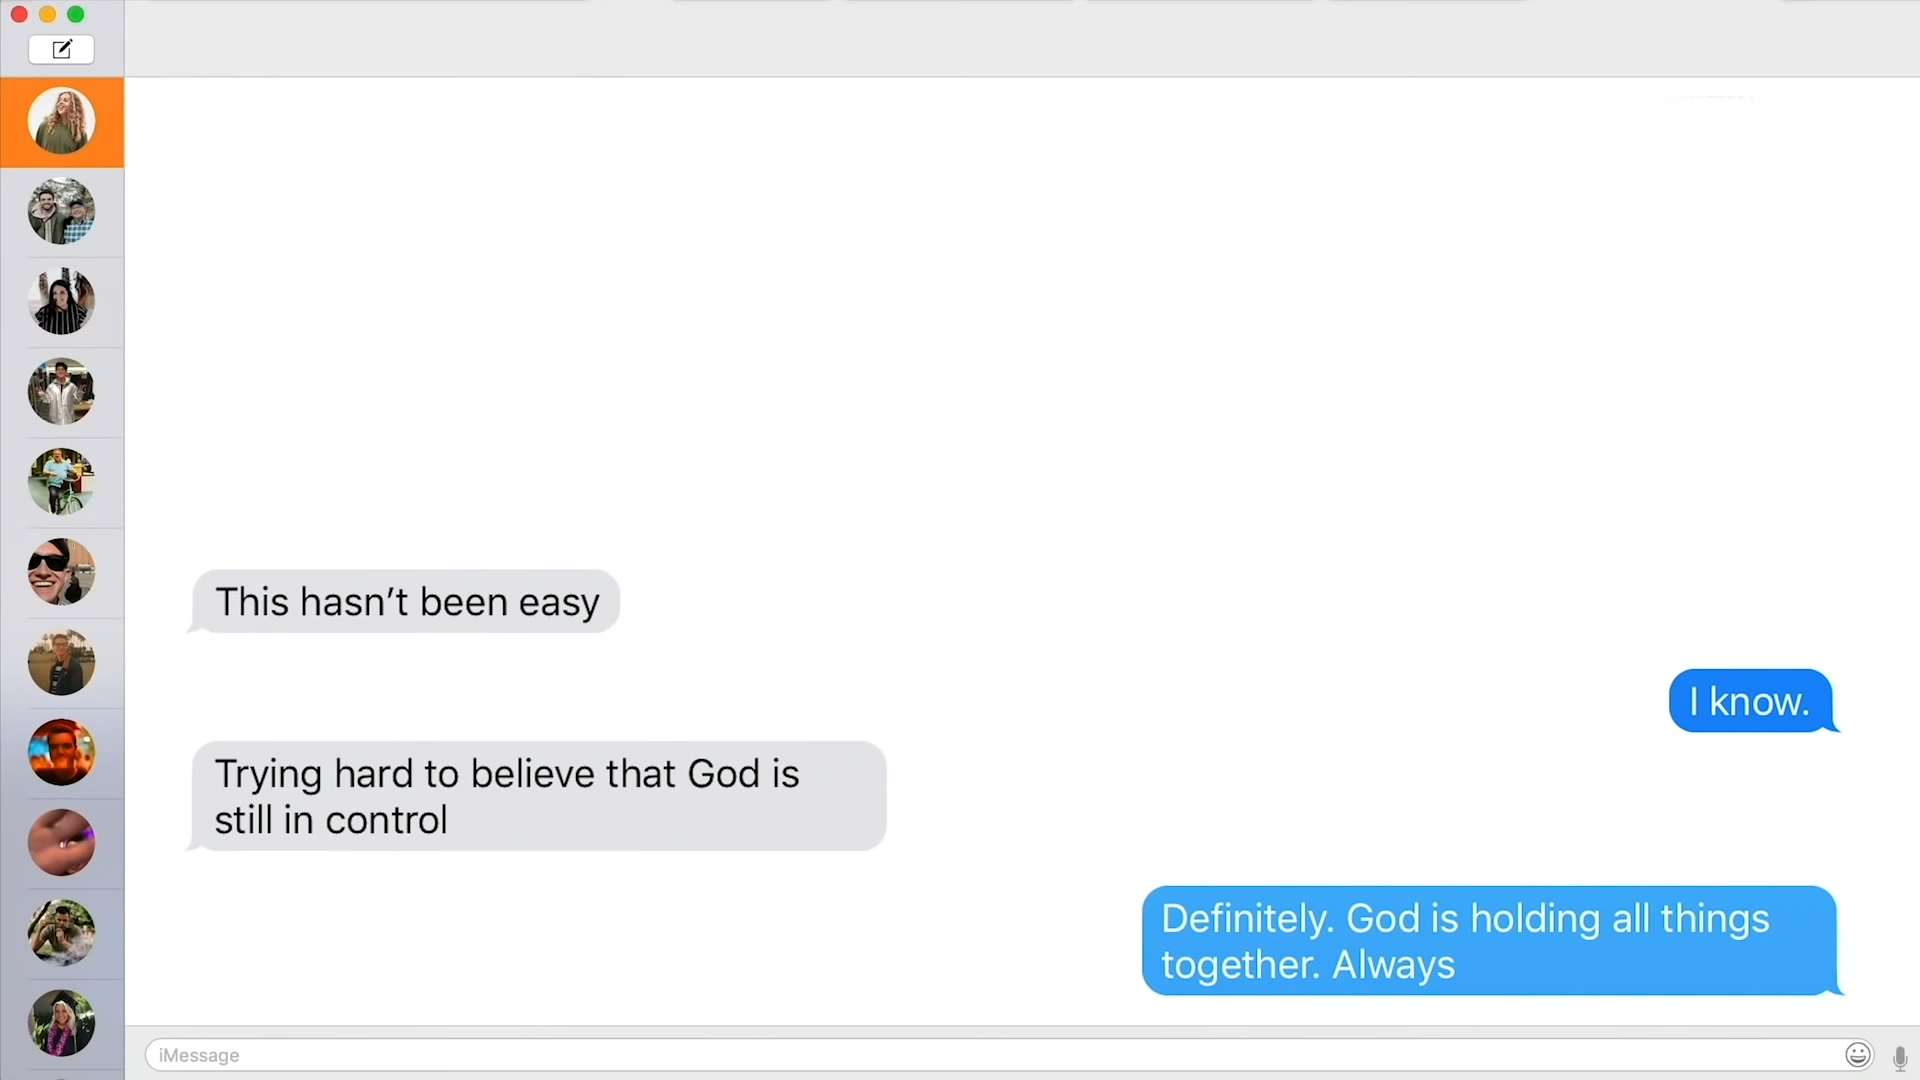 This hasn’t been easy
I know.
Trying hard to believe that God is
still in control
Definitely. God is holding all things
together. Always
iMessage